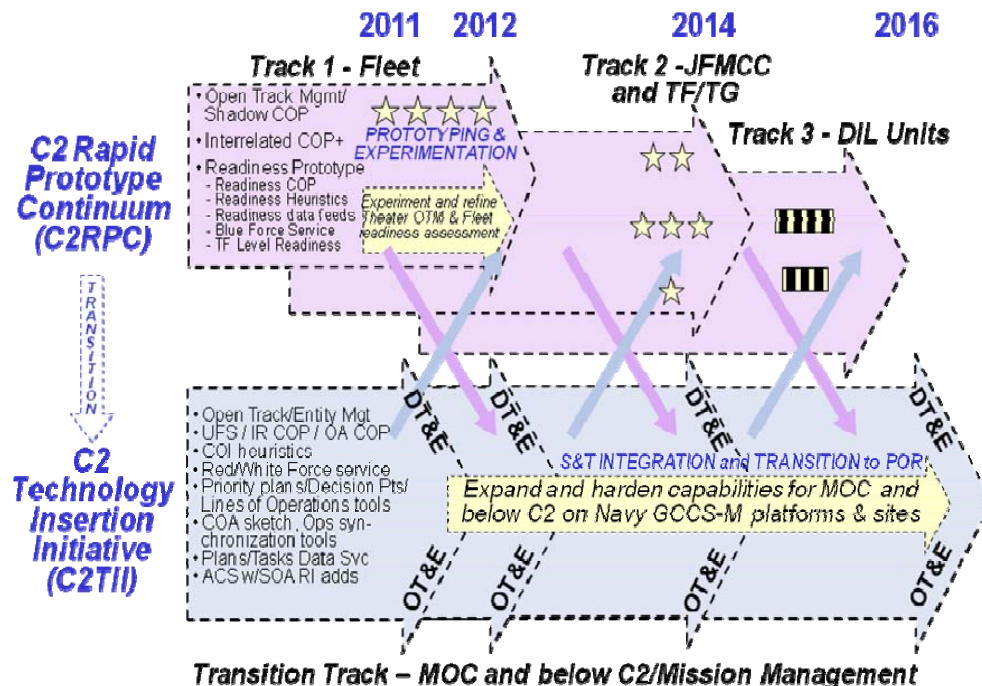 2011 2012 2014 2016
Track 1 - Fleet
Track 2 -JFMCC
and TF/TG
Track 3 - DIL Units
C2 Rapid
Prototype
Continuum
(C2RPC)
• Open Track Mgmt/
Shadow COP
• Interrelated COP+
• Readiness Prototype
- Readiness COP
- Readiness Heuristics
- Readiness data feeds
- Blue Force Service
- TF Level Readiness
PROTOTYPING &
EXPERIMENTATION
Experiment and refine
Theater OTM & Fleet
readiness assessment
TRANSITION
C2
Technology
Insertion
Initiative
(C2TII)
• Open Track/Entity Mgt
• UFS / IR COP / OA COP
• COI heuristics
• Red/White Force service
• Priority plans/Decision Pts/
Lines of Operations tools
• COA sketch, Ops syn-
chronization tools
• Plans/Tasks Data Svc
• ACS w/SOA RI adds
DT&E
DT&E
DT&E
DT&E
S&T INTEGRATION and TRANSITION to POR
Expand and harden capabilities for MOC and
below C2 on Navy GCCS-M platforms & sites
OT&E
OT&E
OT&E
OT&E
Transition Track – MOC and below C2/Mission Management